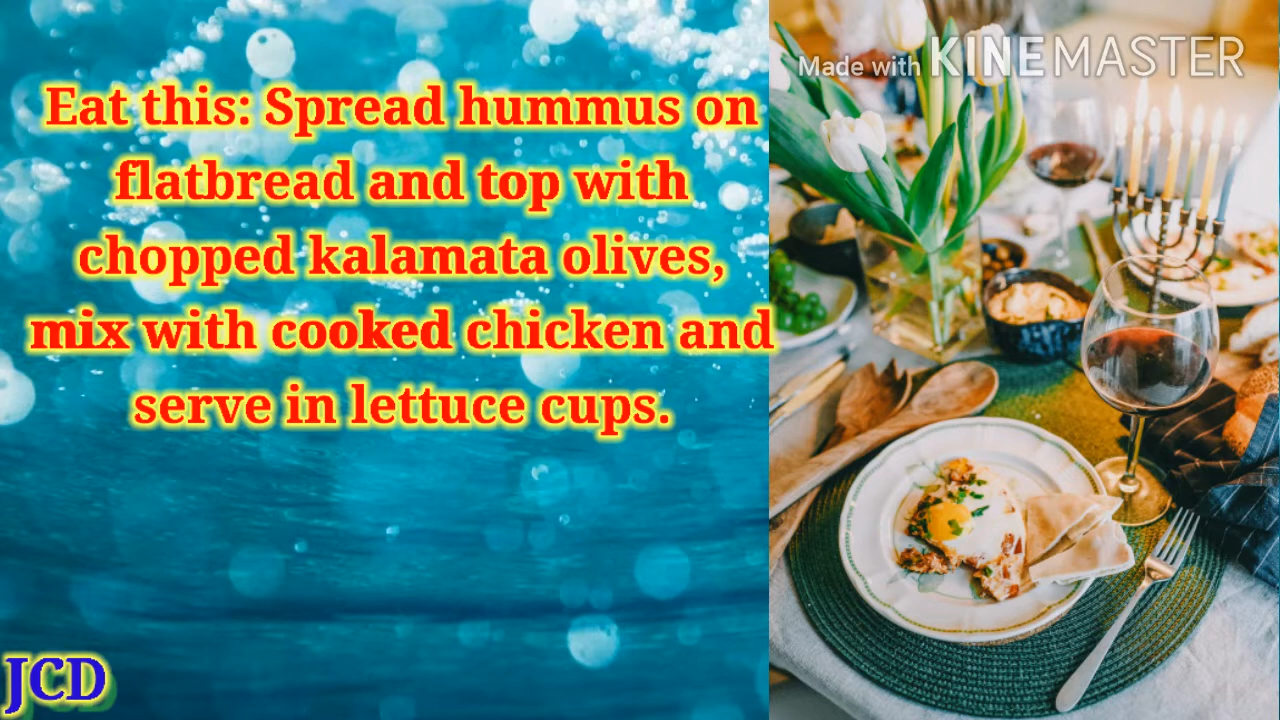 Made with KINEMASTER
Eat this: Spread hummus on
flatbread and top with
chopped kalamata olives,
mix with cooked chicken and
serve in lettuce cups.
JCD